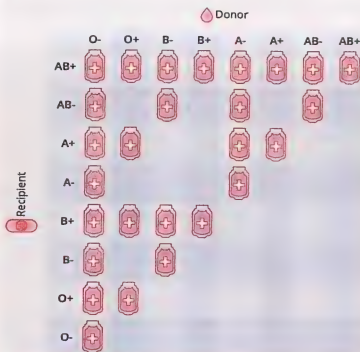 Donor
O- O+ B- B+ A- A+ AB- AB+
AB+
AB-
A+
A-
B+
B-
O+
O-
Recipient